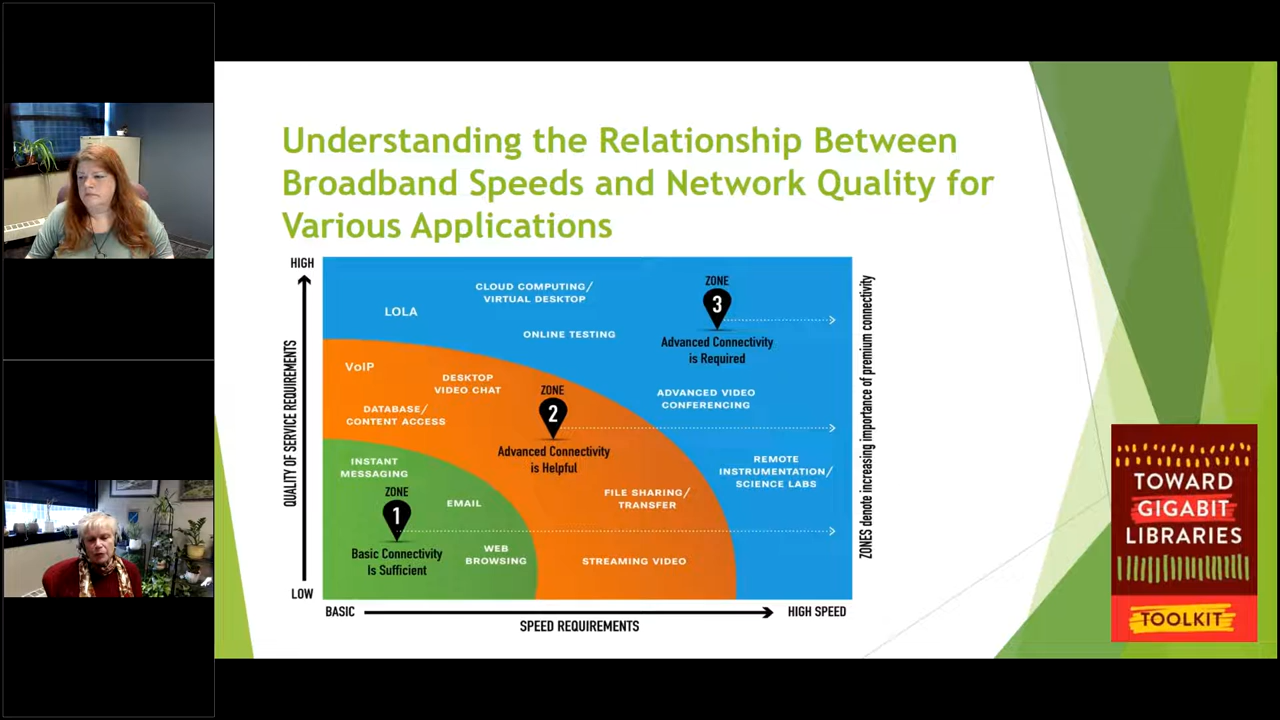 Understanding the Relationship Between
Broadband Speeds and Network Quality for
Various Applications
HIGH
QUALITY OF SERVICE REQUIREMENTS
LOW
LOLA
CLOUD COMPUTING/
VIRTUAL DESKTOP
ONLINE TESTING
ZONE
3
Advanced Connectivity
is Required
ADVANCED VIDEO
CONFERENCING
REMOTE
INSTRUMENTATION/
SCIENCE LABS
VoIP
DESKTOP
VIDEO CHAT
DATABASE/
CONTENT ACCESS
ZONE
2
Advanced Connectivity
is Helpful
FILE SHARING/
TRANSFER
STREAMING VIDEO
INSTANT
MESSAGING
ZONE
1
Basic Connectivity
Is Sufficient
EMAIL
WEB
BROWSING
BASIC
HIGH SPEED
SPEED REQUIREMENTS
ZONES denote increasing importance of premium connectivity
TOWARD
GIGABIT
LIBRARIES
TOOLKIT